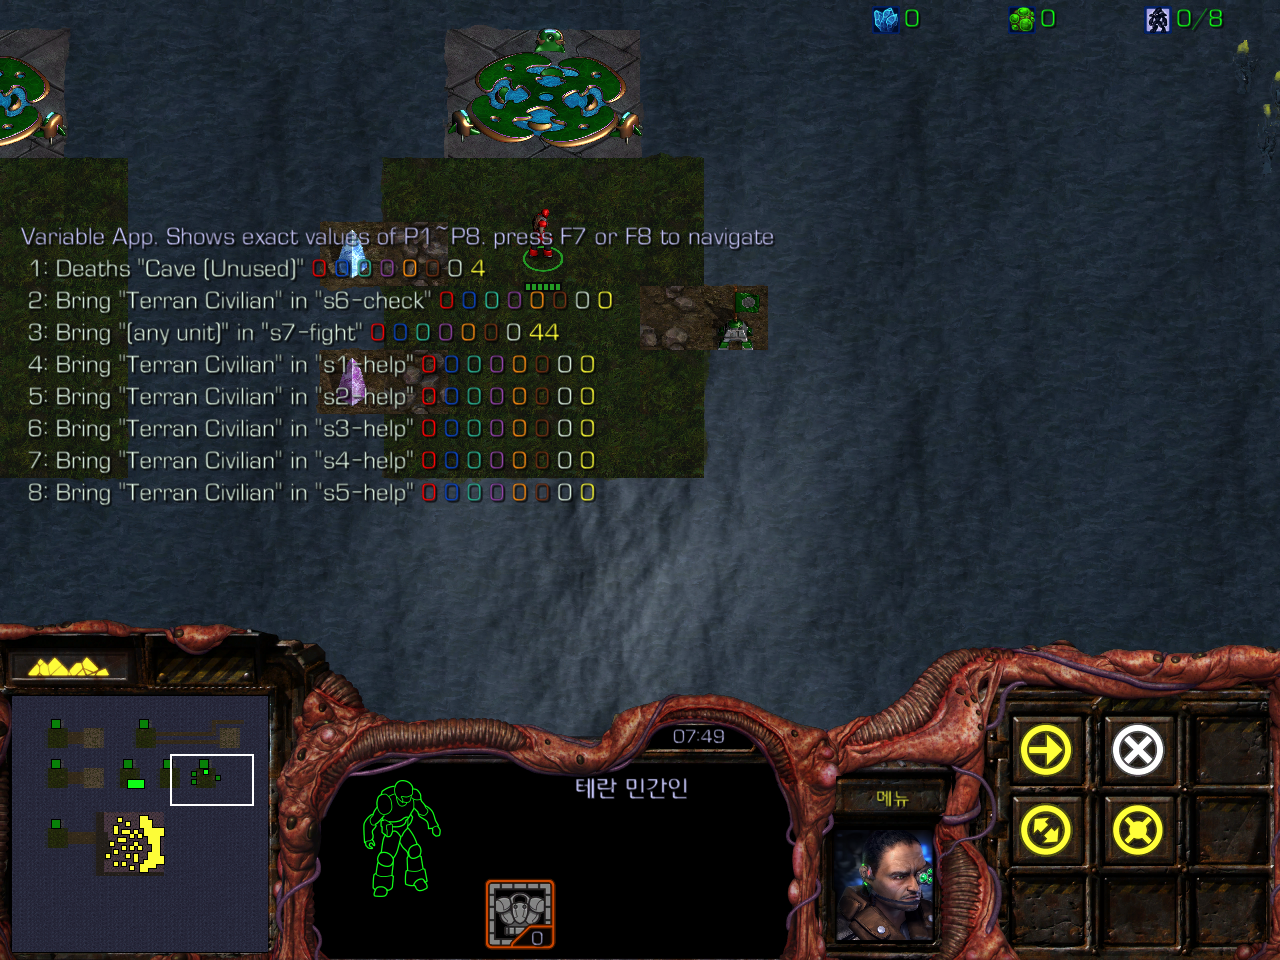 0 0 0/8
Variable App. Shows exact values of P1~P8. press F7 or F8 to navigate
1: Deaths "Cave (Unused)" 0 0 0 0 0 0 0 4
2: Bring "Terran Civilian" in "s6-check" 0 0 0 0 0 0 0 0
3: Bring "(any unit)" in "s7-fight" 0 0 0 0 0 0 0 44
4: Bring "Terran Civilian" in "s1-help" 0 0 0 0 0 0 0 0
5: Bring "Terran Civilian" in "s2-help" 0 0 0 0 0 0 0 0
6: Bring "Terran Civilian" in "s3-help" 0 0 0 0 0 0 0 0
7: Bring "Terran Civilian" in "s4-help" 0 0 0 0 0 0 0 0
8: Bring "Terran Civilian" in "s5-help" 0 0 0 0 0 0 0 0
07:49
테란 민간인
메뉴
0